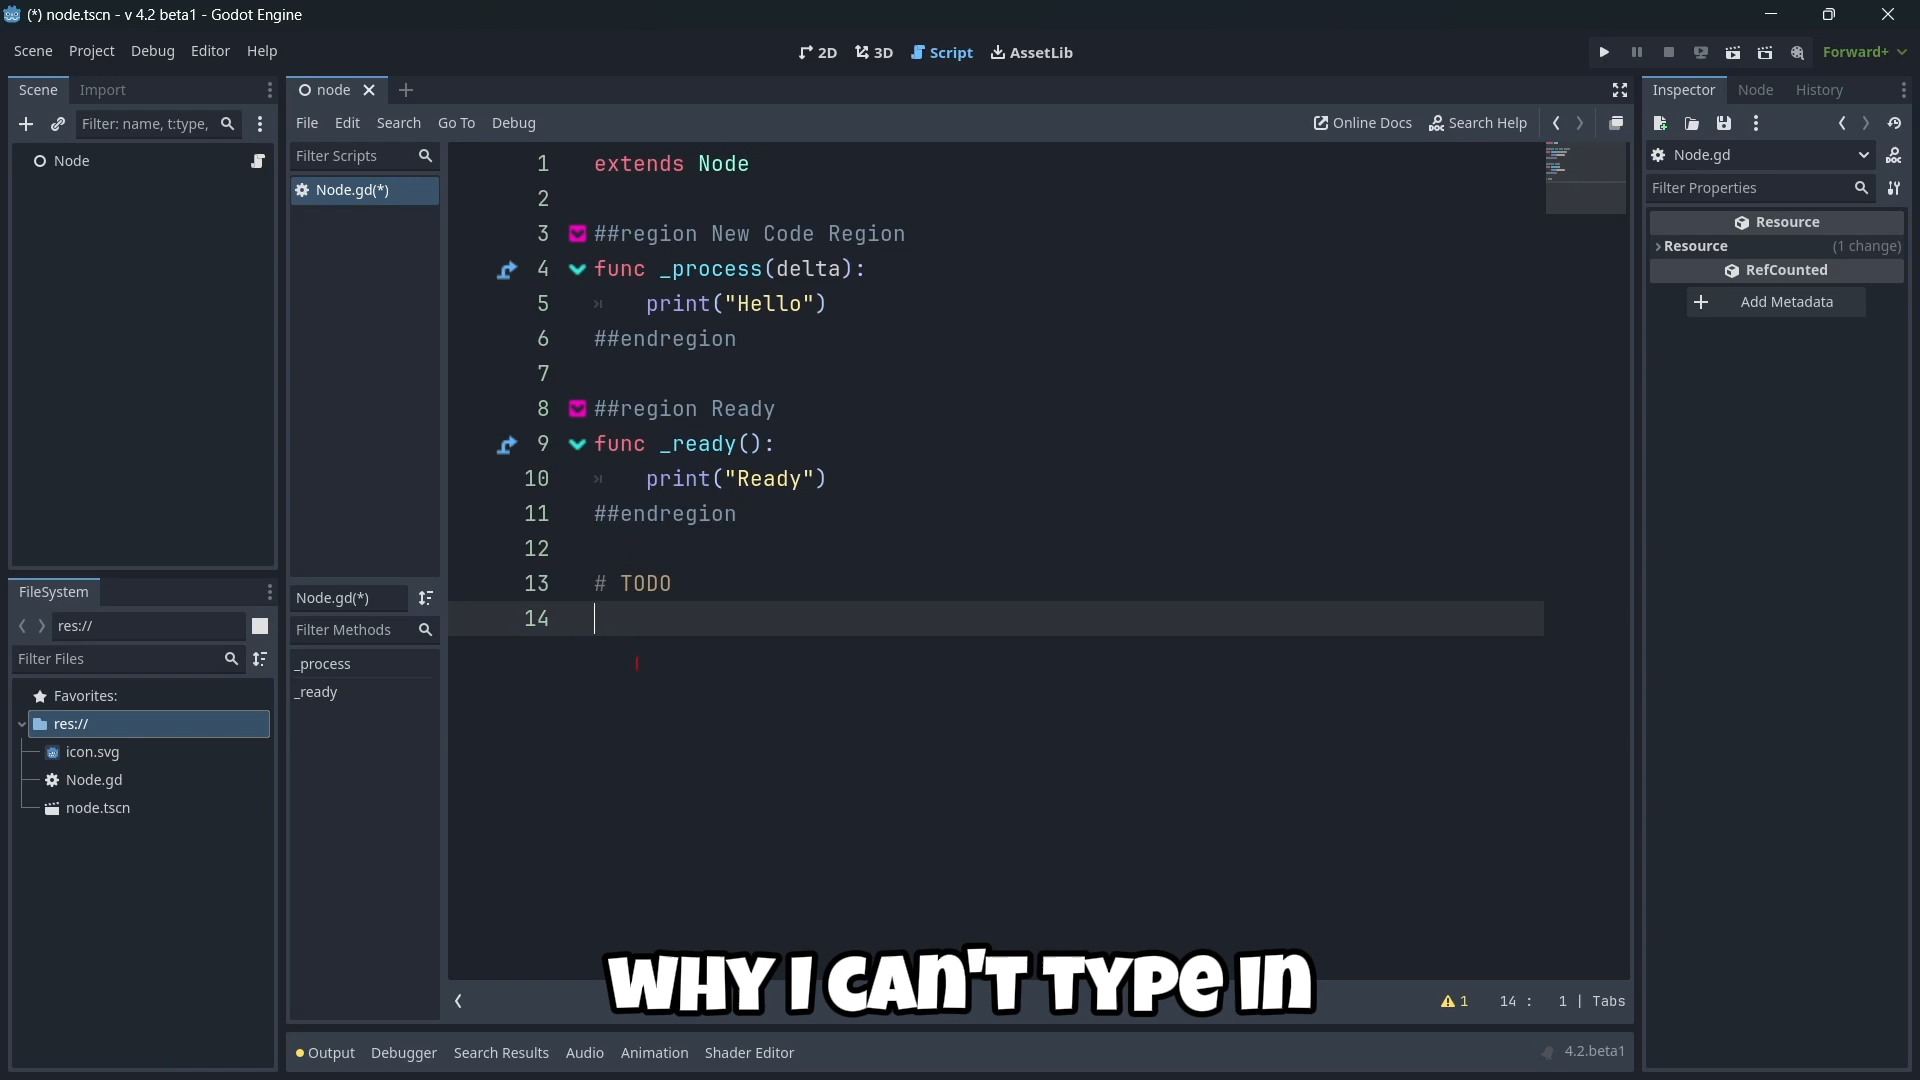 (*) node.tscn - v 4.2 beta1 - Godot Engine
Scene Project Debug Editor Help
2D 3D Script AssetLib
Forward+
Scene Import
Filter: name, t:type,
Node
node
File Edit Search Go To Debug
Online Docs Search Help
Filter Scripts
Node.gd(*)
1 extends Node
2
3 ##region New Code Region
4 func _process(delta):
5 print("Hello")
6 ##endregion
7
8 ##region Ready
9 func _ready():
10 print("Ready")
11 ##endregion
12
13 # TODO
14
Node.gd(*)
Filter Methods
_process
_ready
FileSystem
res://
Filter Files
Favorites:
res://
icon.svg
Node.gd
node.tscn
Inspector Node History
Node.gd
DOC
Filter Properties
Resource
Resource (1 change)
RefCounted
+ Add Metadata
WHY I CAN'T TYPE IN
1 14 : 1 | Tabs
Output Debugger Search Results Audio Animation Shader Editor
4.2.beta1